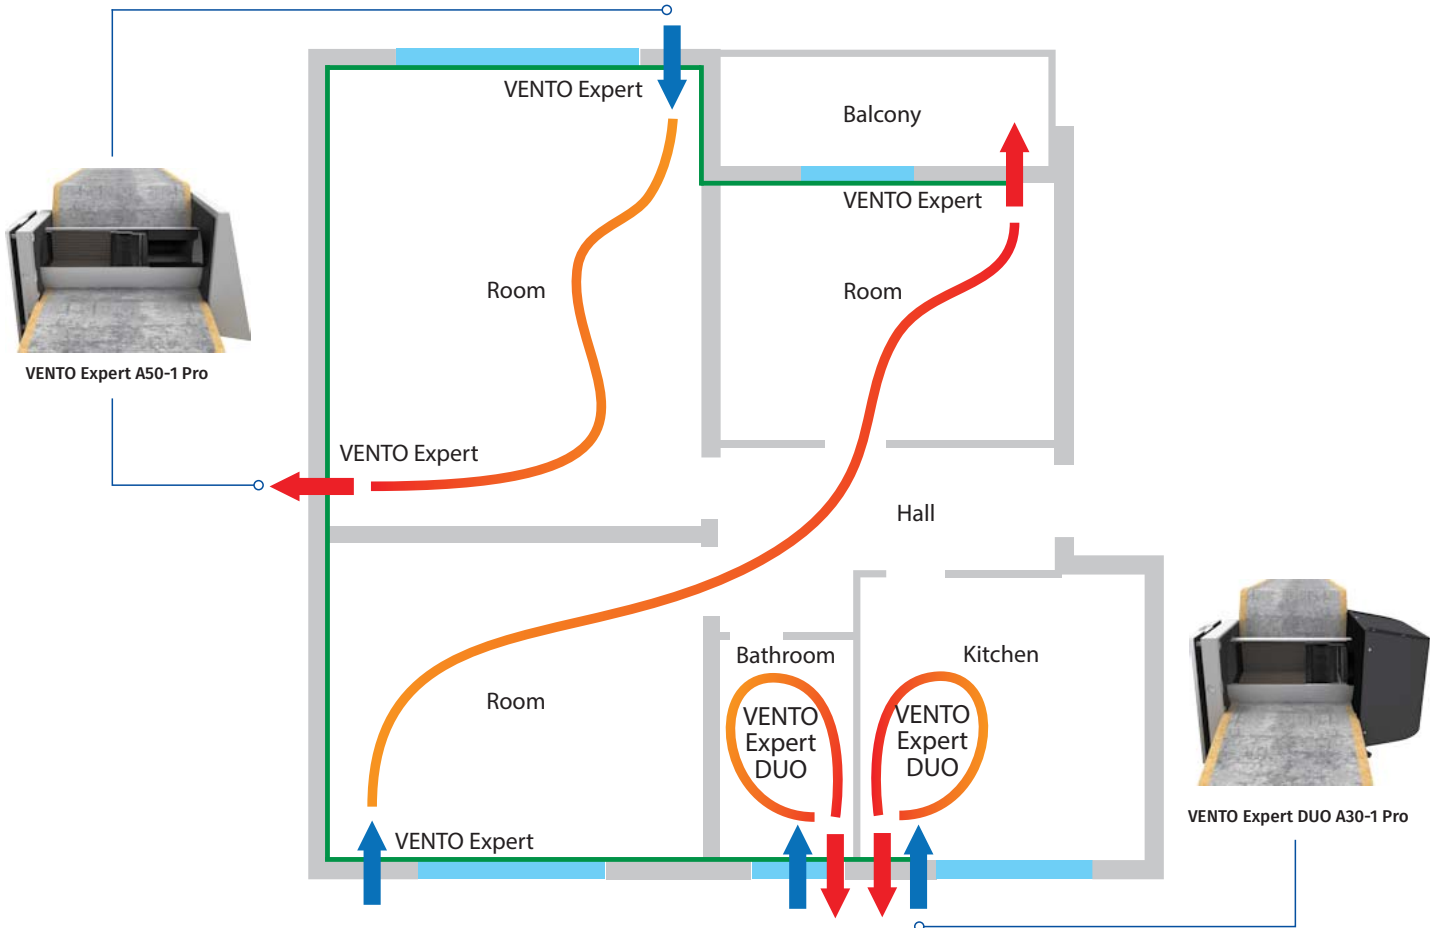 VENTO Expert
Balcony
VENTO Expert
Room
Room
VENTO Expert A50-1 Pro
VENTO Expert
Hall
Bathroom
Kitchen
Room
VENTO
Expert
DUO
VENTO
Expert
DUO
VENTO Expert DUO A30-1 Pro
VENTO Expert